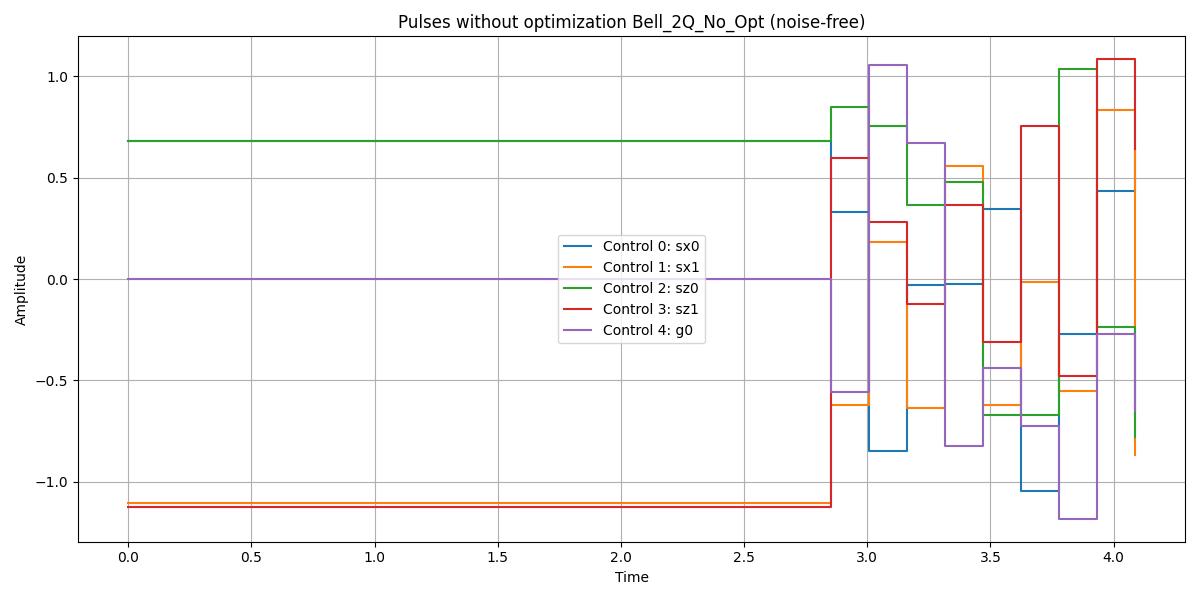 Pulses without optimization Bell_2Q_No_Opt (noise-free)
Amplitude
1.0
0.5
0.0
−0.5
−1.0
Control 0: sx0
Control 1: sx1
Control 2: sz0
Control 3: sz1
Control 4: g0
0.0 0.5 1.0 1.5 2.0 2.5 3.0 3.5 4.0
Time